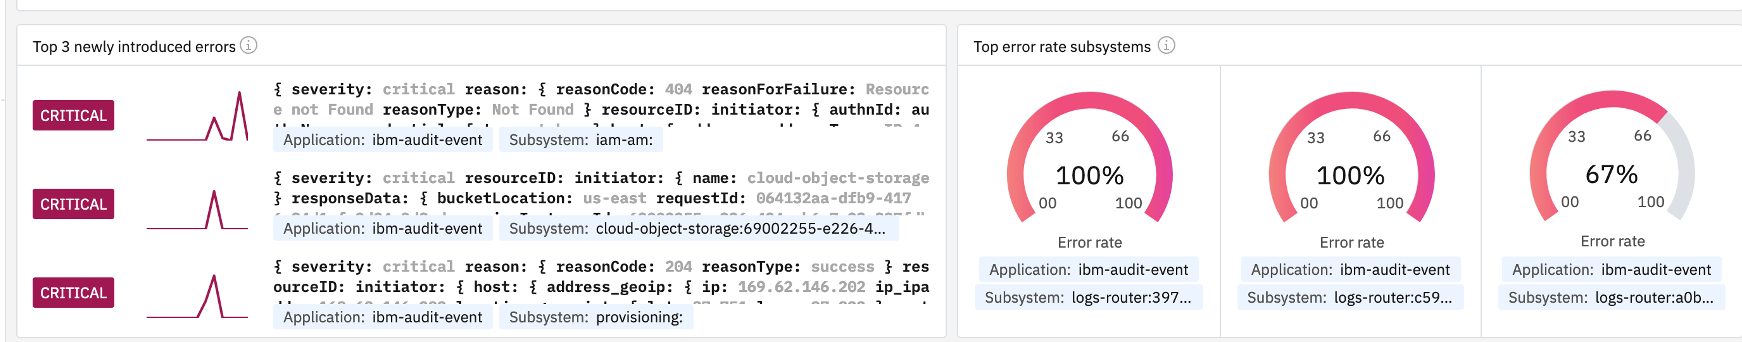 Top 3 newly introduced errors
CRITICAL
{ severity: critical reason: { reasonCode: 404 reasonForFailure: Resourc
e not Found reasonType: Not Found } resourceID: initiator: { authnId: au
Application: ibm-audit-event Subsystem: iam-am:
CRITICAL
{ severity: critical resourceID: initiator: { name: cloud-object-storage
} responseData: { bucketLocation: us-east requestId: 064132aa-dfb9-417
Application: ibm-audit-event Subsystem: cloud-object-storage:69002255-e226-4...
CRITICAL
{ severity: critical reason: { reasonCode: 204 reasonType: success } res
ourceID: initiator: { host: { address_geoip: { ip: 169.62.146.202 ip_ipa
Application: ibm-audit-event Subsystem: provisioning:
Top error rate subsystems
33 66
100%
00 100
Error rate
Application: ibm-audit-event
Subsystem: logs-router:397...
33 66
100%
00 100
Error rate
Application: ibm-audit-event
Subsystem: logs-router:c59...
33 66
67%
00 100
Error rate
Application: ibm-audit-event
Subsystem: logs-router:a0b...